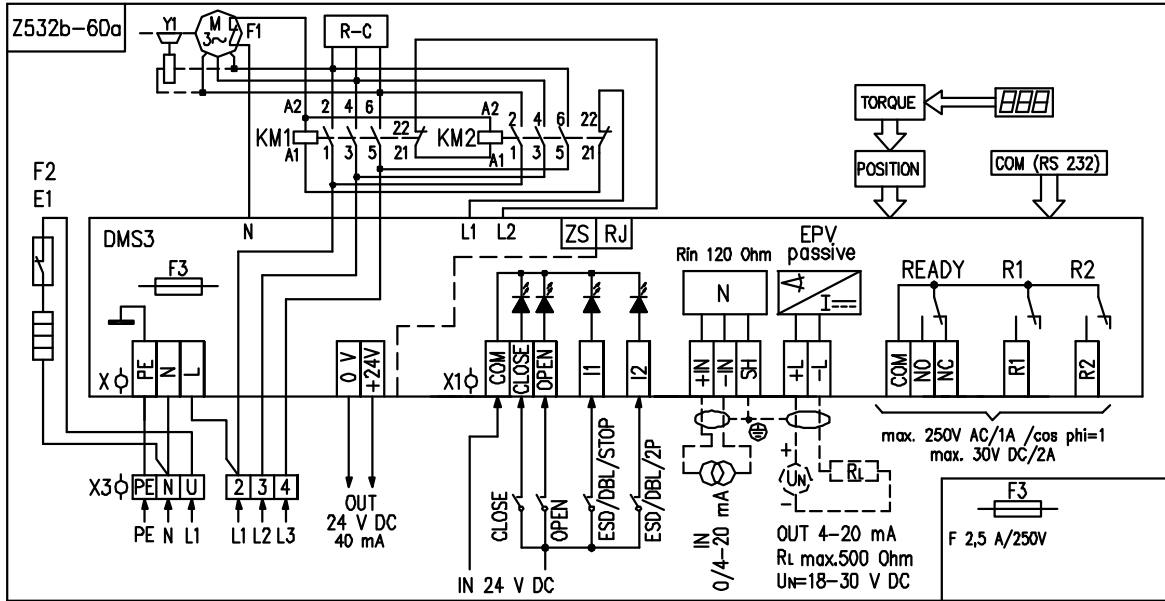 Z532b-60a
Y1
M
3~
F1
R-C
A2 2 4 6
22
A2
2 4 6 22
KM1
KM2
A1 1 3 5
21
A1 1 3 5 21
TORQUE
POSITION
COM (RS 232)
F2
E1
DMS3
N
L1 L2
ZS RJ
EPV
passive
Rin 120 Ohm
F3
N
I
READY R1 R2
X
PE N L
0 V +24V
X1
COM CLOSE OPEN I1 I2
+IN -IN SH
+L -L
COM NO NC
R1
R2
max. 250V AC/1A /cos phi=1
max. 30V DC/2A
X3
PE N U
2 3 4
PE N L1
L1 L2 L3
OUT
24 V DC
40 mA
CLOSE
OPEN
ESD/DBL/STOP
ESD/DBL/2P
IN 24 V DC
IN
0/4-20 mA
+
UN
-
RL
OUT 4-20 mA
RL max.500 Ohm
UN=18-30 V DC
F3
F 2,5 A/250V